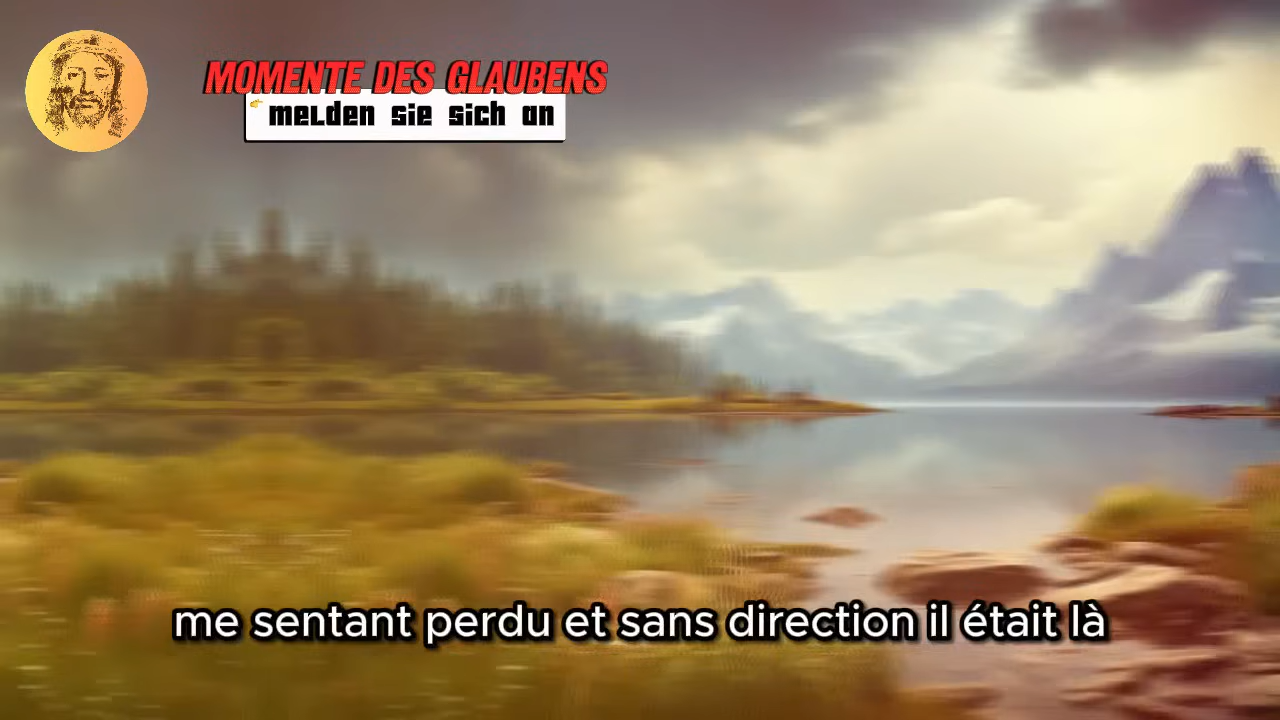 MOMENTE DES GLAUBENS
melden sie sich an
me sentant perdu et sans direction il était là